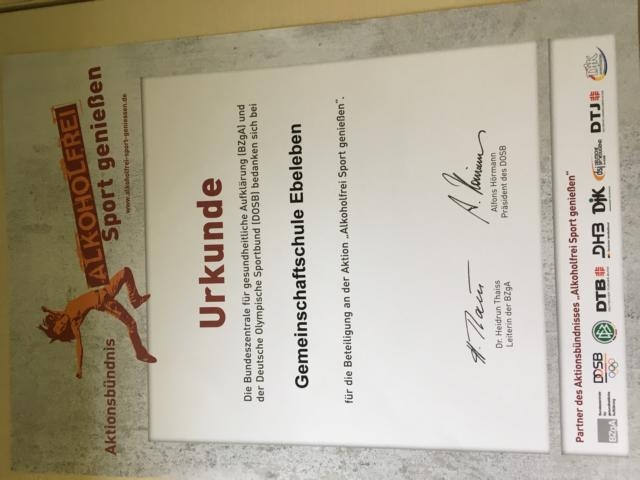 Aktionsbündnis
ALKOHOLFREI
Sport genießen
www.alkoholfrei-sport-geniessen.de
Urkunde
Die Bundeszentrale für gesundheitliche Aufklärung (BZgA) und
der Deutsche Olympische Sportbund (DOSB) bedanken sich bei
Gemeinschaftschule Ebeleben
für die Beteiligung an der Aktion „Alkoholfrei Sport genießen“.
Dr. Heidrun Thaiss
Leiterin der BZgA
Alfons Hörmann
Präsident des DOSB
Partner des Aktionsbündnisses „Alkoholfrei Sport genießen“
BZgA
DOSB
DTB
DHB
DJK
DTJ